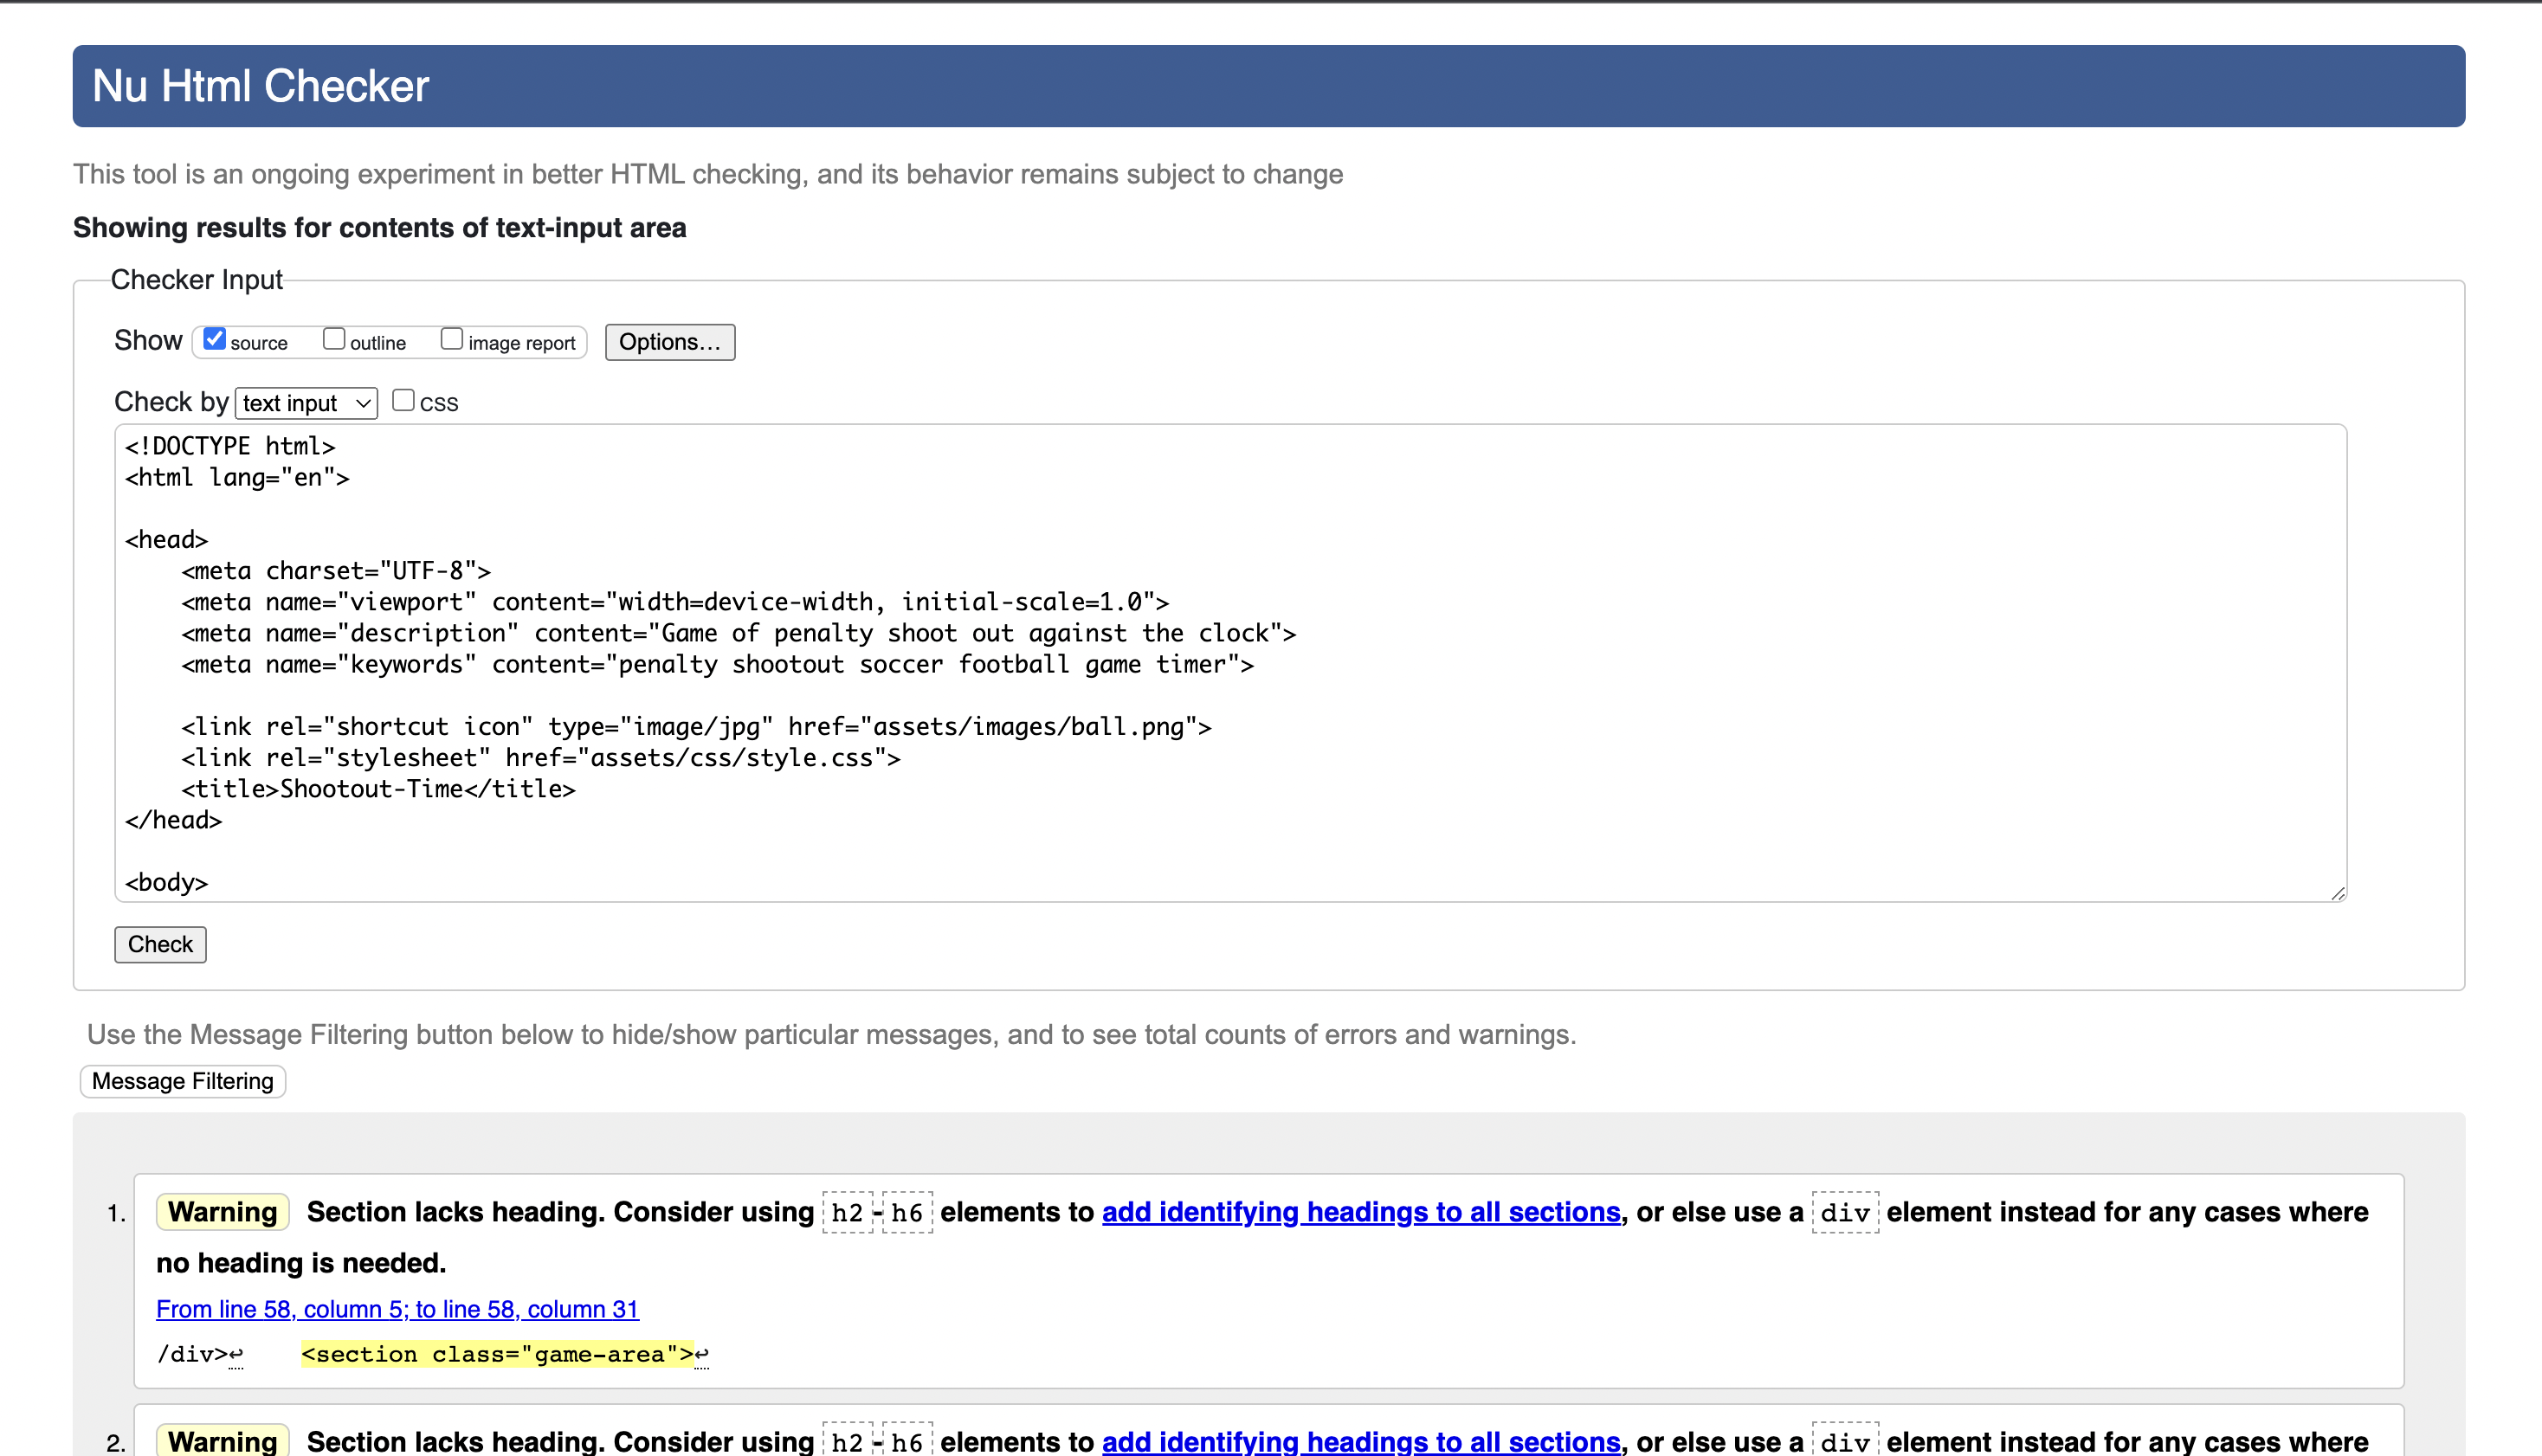 Nu Html Checker
This tool is an ongoing experiment in better HTML checking, and its behavior remains subject to change
Showing results for contents of text-input area
Checker Input
Show source outline image report Options...
Check by text input CSS
<!DOCTYPE html>
<html lang="en">
<head>
    <meta charset="UTF-8">
    <meta name="viewport" content="width=device-width, initial-scale=1.0">
    <meta name="description" content="Game of penalty shoot out against the clock">
    <meta name="keywords" content="penalty shootout soccer football game timer">
    <link rel="shortcut icon" type="image/jpg" href="assets/images/ball.png">
    <link rel="stylesheet" href="assets/css/style.css">
    <title>Shootout-Time</title>
</head>
<body>
Check
Use the Message Filtering button below to hide/show particular messages, and to see total counts of errors and warnings.
Message Filtering
1. Warning Section lacks heading. Consider using h2-h6 elements to add identifying headings to all sections, or else use a div element instead for any cases where
no heading is needed.
From line 58, column 5; to line 58, column 31
/div>↩    <section class="game-area">↩
2. Warning Section lacks heading. Consider using h2-h6 elements to add identifying headings to all sections, or else use a div element instead for any cases where